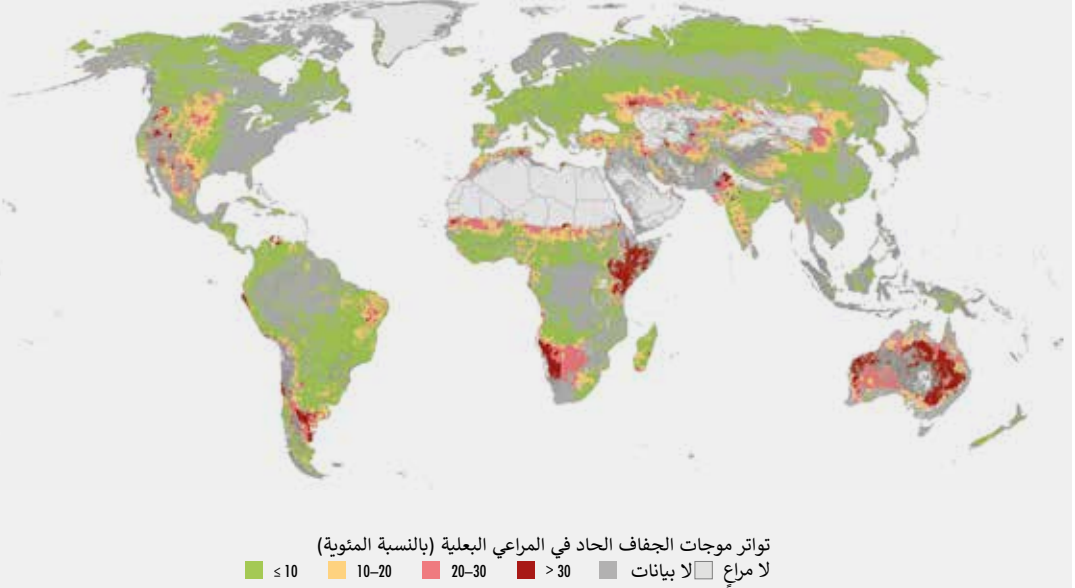 تواتر موجات الجفاف الحاد في المراعي البعلية (بالنسبة المئوية)
لا مراعٍ لا بيانات > 30 20–30 10–20 ≤ 10